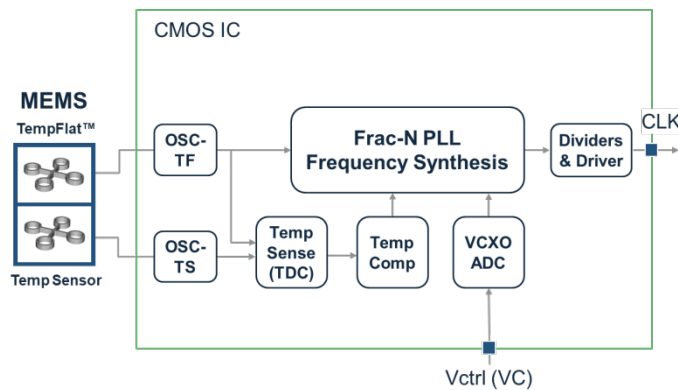 CMOS IC
MEMS
TempFlat™
Temp Sensor
OSC-
TF
OSC-
TS
Frac-N PLL
Frequency Synthesis
Temp
Sense
(TDC)
Temp
Comp
VCXO
ADC
Dividers
& Driver
CLK
Vctrl (VC)